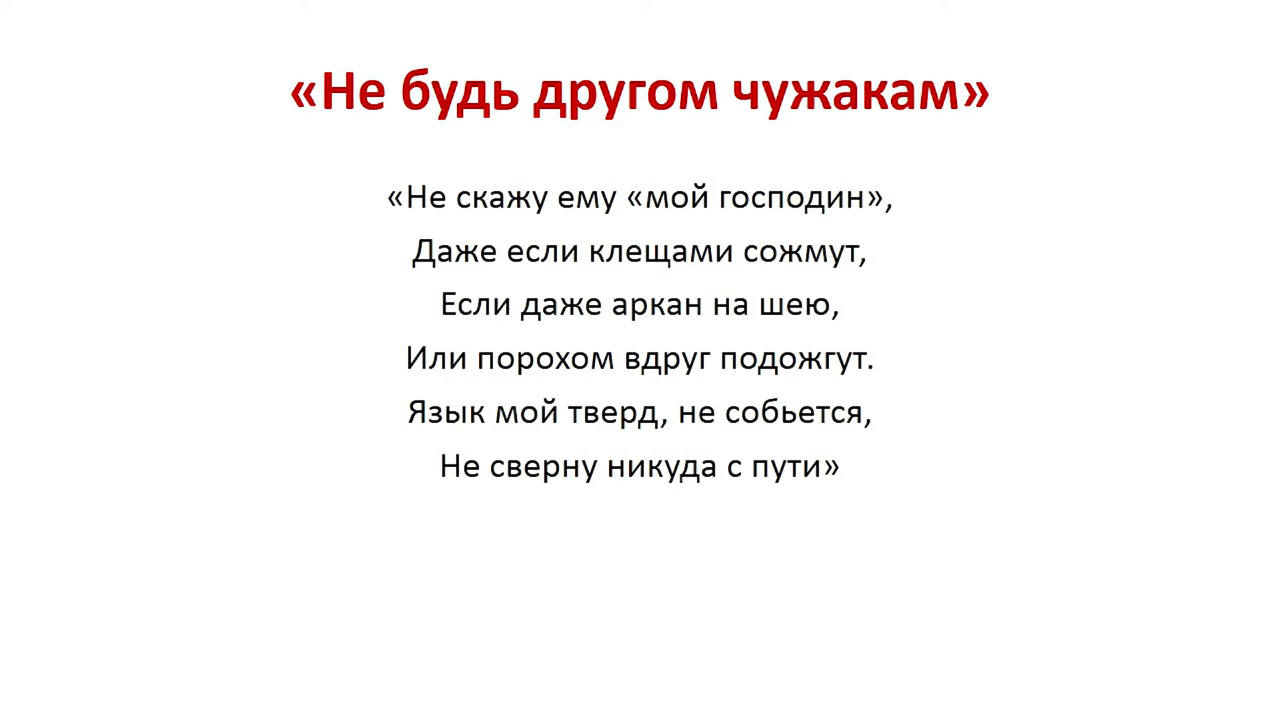 «Не будь другом чужакам»
«Не скажу ему «мой господин»,
Даже если клещами сожмут,
Если даже аркан на шею,
Или порохом вдруг подожгут.
Язык мой тверд, не собьется,
Не сверну никуда с пути»